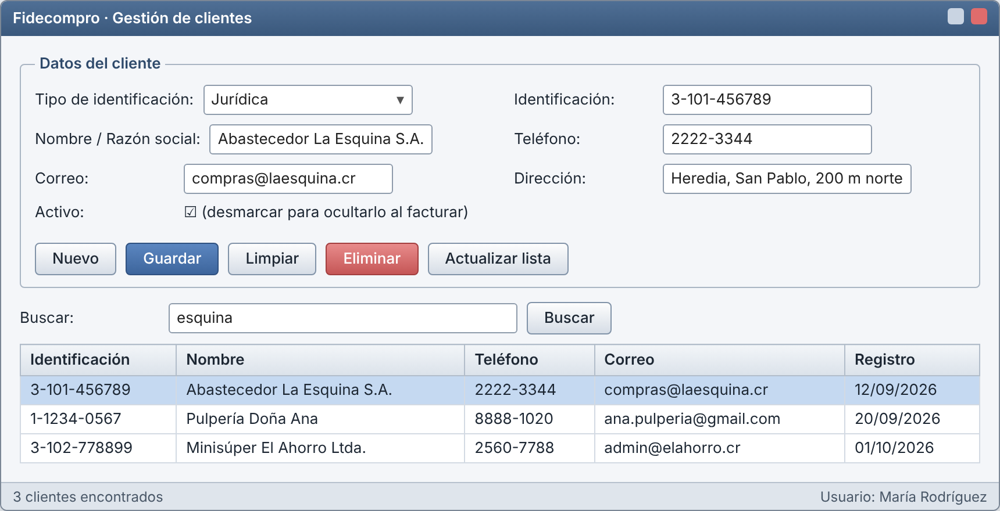 Fidecompro · Gestión de clientes
Datos del cliente
Tipo de identificación: Jurídica ▼ Identificación: 3-101-456789
Nombre / Razón social: Abastecedor La Esquina S.A. Teléfono: 2222-3344
Correo: compras@laesquina.cr Dirección: Heredia, San Pablo, 200 m norte
Activo: ☑ (desmarcar para ocultarlo al facturar)
Nuevo Guardar Limpiar Eliminar Actualizar lista
Buscar: esquina Buscar
Identificación Nombre Teléfono Correo Registro
3-101-456789 Abastecedor La Esquina S.A. 2222-3344 compras@laesquina.cr 12/09/2026
1-1234-0567 Pulpería Doña Ana 8888-1020 ana.pulperia@gmail.com 20/09/2026
3-102-778899 Minisúper El Ahorro Ltda. 2560-7788 admin@elahorro.cr 01/10/2026
3 clientes encontrados Usuario: María Rodríguez